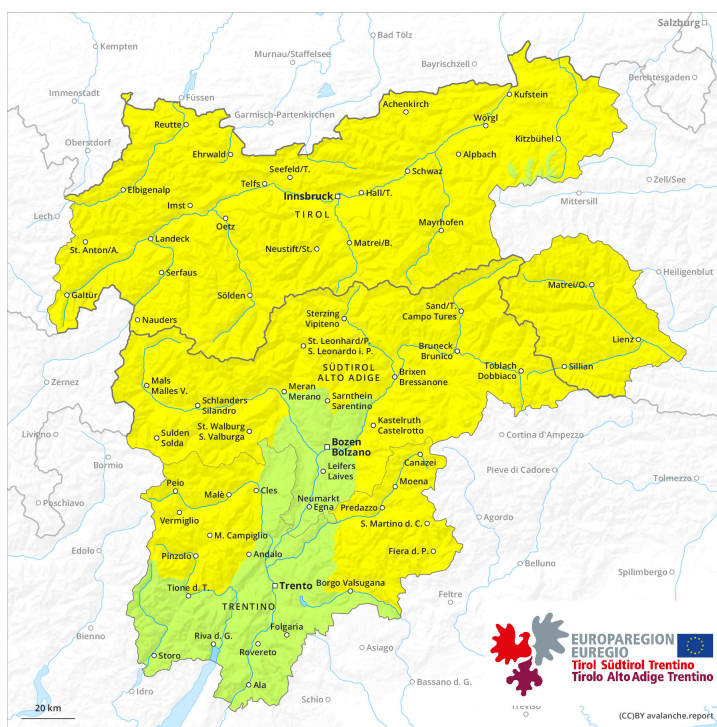 Salzburg
Kempten
Bad Tölz
Murnau/Staffelsee
Bayrischzell
Berchtesgaden
Immenstadt
Füssen
Garmisch-Partenkirchen
Achenkirch
Kufstein
Reutte
Wörgl
Oberstdorf
Ehrwald
Kitzbühel
Alpbach
Seefeld/T.
Schwaz
Telfs
Zell/See
Elbigenalp
Innsbruck
Hall/T.
Mittersill
Imst
TIROL
Lech
Oetz
Mayrhofen
St. Anton/A.
Landeck
Neustift/St.
Matrei/B.
Serfaus
Heiligenblut
Galtür
Sölden
Matrei/O.
Nauders
Sterzing
Vipiteno
Sand/T.
Campo Tures
Lienz
St. Leonhard/P.
S. Leonardo i. P.
Bruneck
Brunico
SÜDTIROL
ALTO ADIGE
Toblach
Dobbiaco
Sillian
Brixen
Bressanone
Zernez
Mals
Malles V.
Meran
Merano
Sarnthein
Sarentino
Schlanders
Silandro
Kastelruth
Castelrotto
St. Walburg
S. Valburga
Livigno
Sulden
Solda
Cortina d'Ampezzo
Bozen
Bolzano
Bormio
Canazei
Leifers
Laives
Pieve di Cadore
Tolmezzo
Peio
Moena
Poschiavo
Malè
Cles
Neumarkt
Egna
Predazzo
Vermiglio
Agordo
S. Martino d. C.
M. Campiglio
Edolo
Pinzolo
Andalo
Fiera d. P.
Belluno
Spilimbergo
Tione d. T.
Trento
Borgo Valsugana
Feltre
TRENTINO
Folgaria
Bienno
Riva d. G.
Rovereto
Asiago
Storo
Ala
Bassano d. G.
Idro
Schio
Treviso
EUROPAREGION
EUREGIO
Tirol Südtirol Trentino
Tirolo Alto Adige Trentino
20 km
(CC)BY avalanche.report